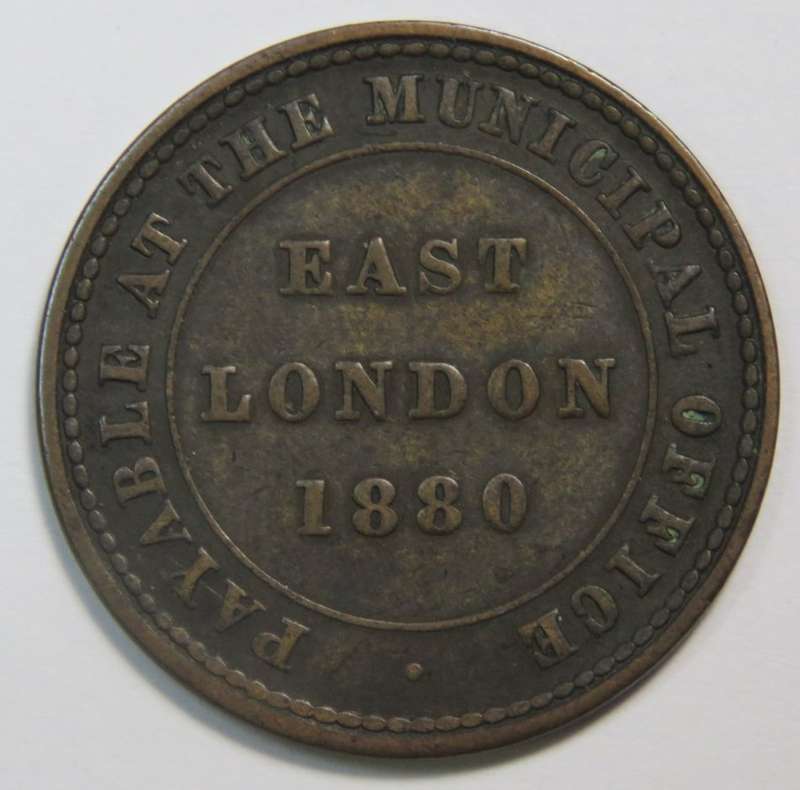 PAYABLE AT THE MUNICIPAL OFFICE
EAST
LONDON
1880